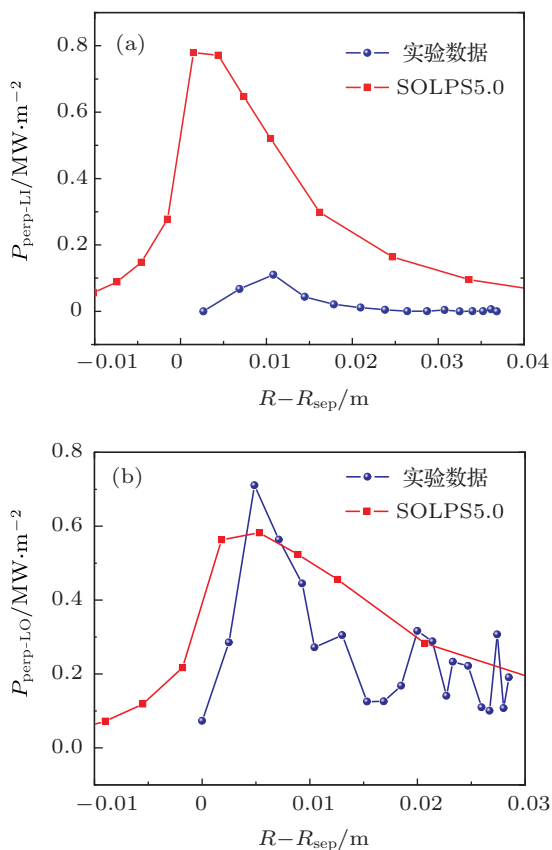 (a)
实验数据
SOLPS5.0
0.8
0.6
0.4
0.2
0
P_perp-LI/MW·m⁻²
−0.01 0 0.01 0.02 0.03 0.04
R−R_sep/m
(b)
实验数据
SOLPS5.0
0.8
0.6
0.4
0.2
0.0
P_perp-LO/MW·m⁻²
−0.01 0 0.01 0.02 0.03
R−R_sep/m